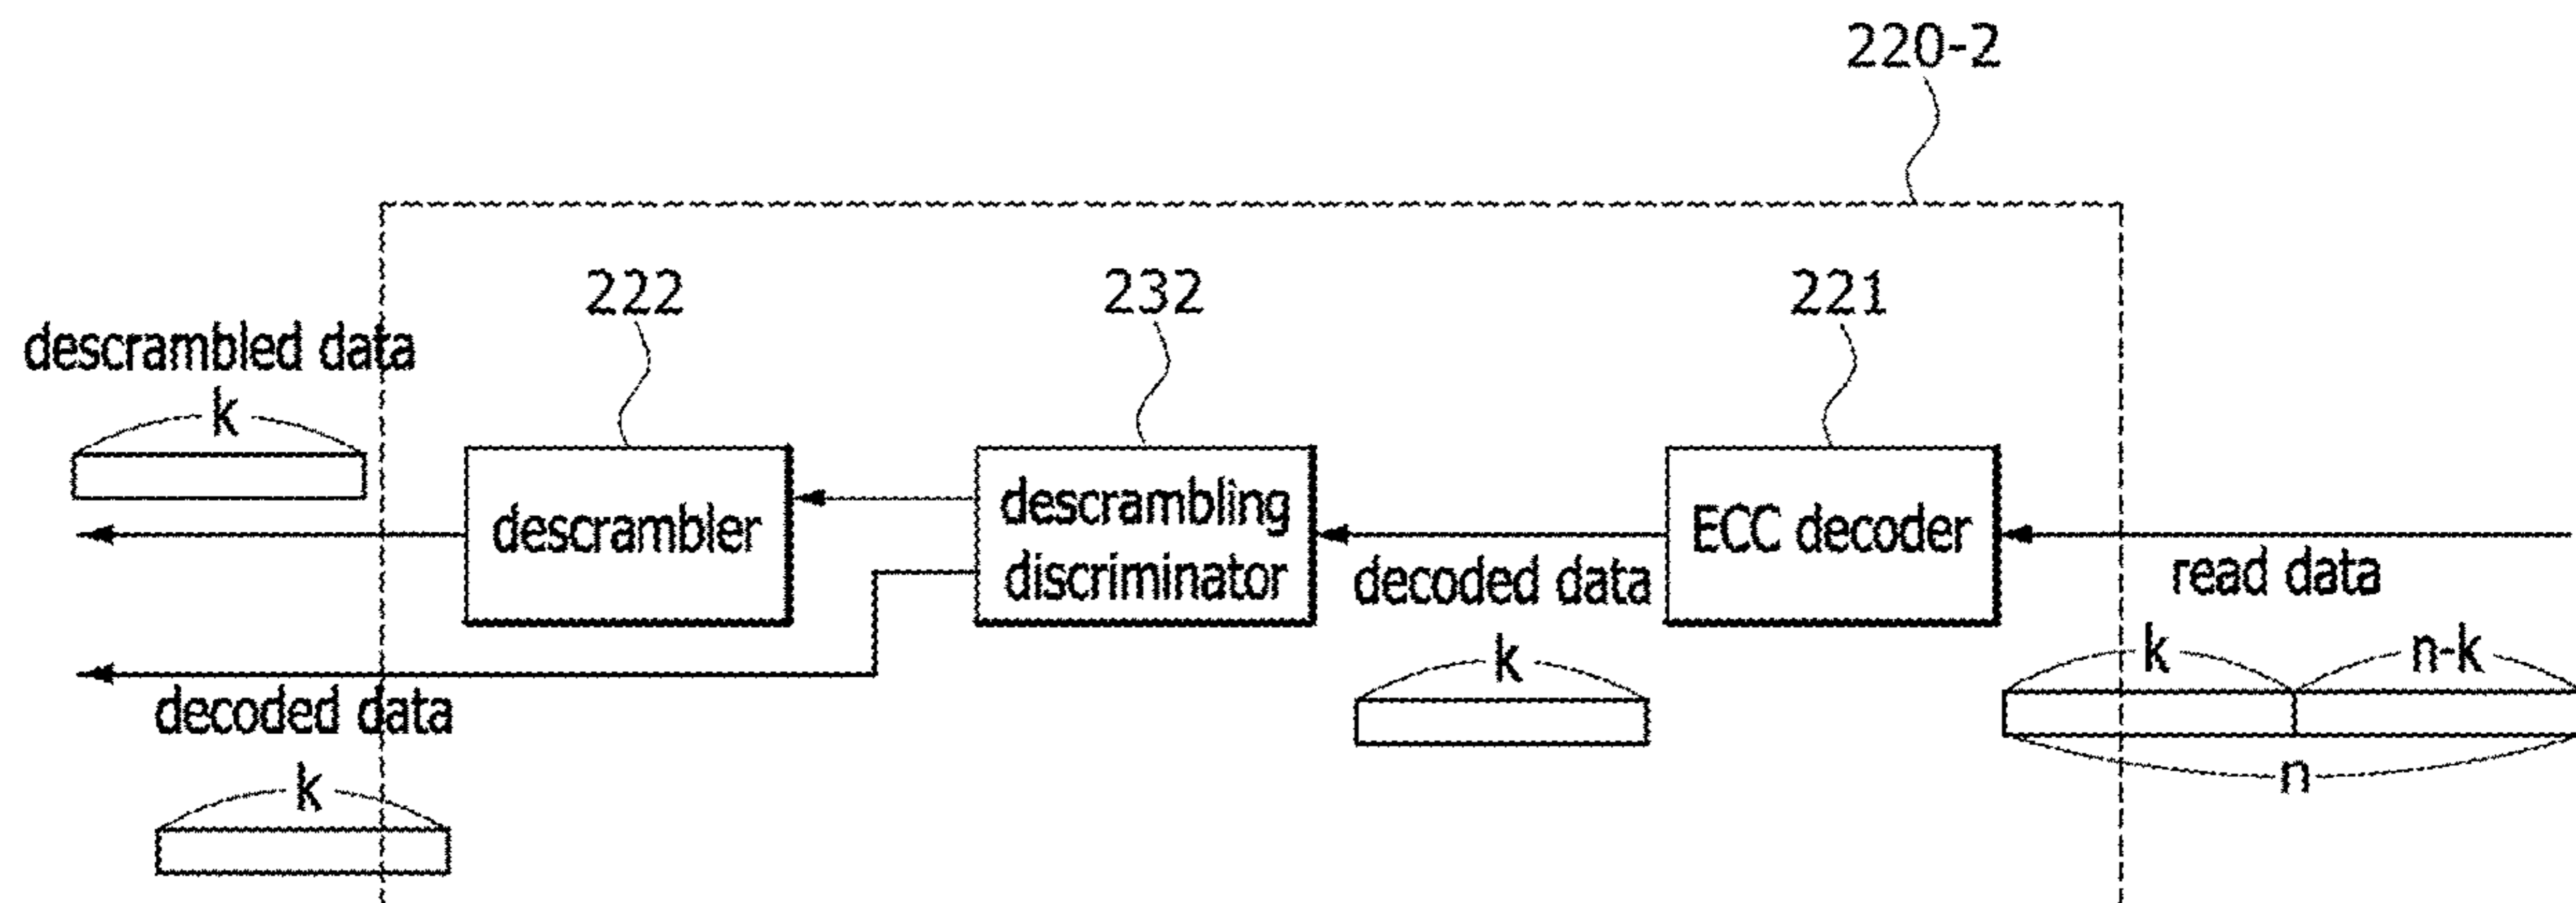 220-2
222
232
221
descrambled data
k
descrambler
descrambling
discriminator
ECC decoder
decoded data
k
read data
k
n-k
n
decoded data
k